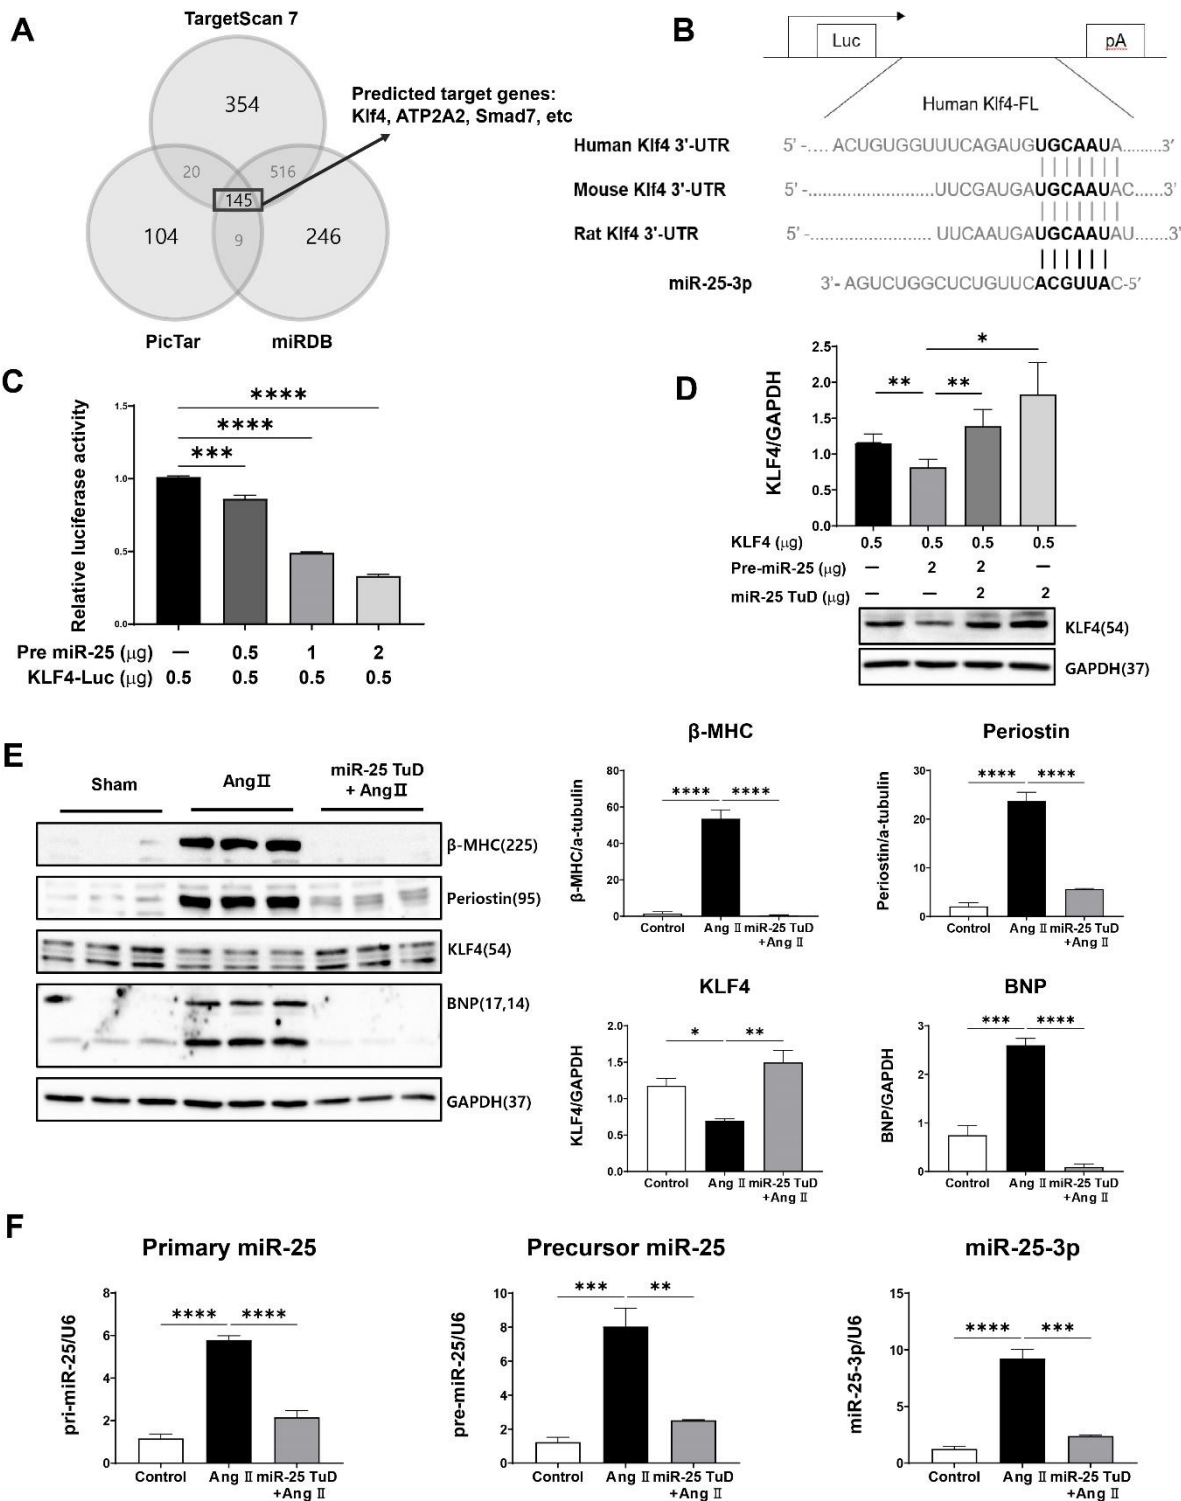 A
TargetScan 7
354
20
516
145
104
9
246
PicTar
miRDB
Predicted target genes:
Klf4, ATP2A2, Smad7, etc
B
Luc
pA
Human Klf4-FL
Human Klf4 3'-UTR 5' -.... ACUGUGGUUUCAGAUGUGCAAUA.........3'
Mouse Klf4 3'-UTR 5' -......................UUCGAUGAUGCAAUAC......3'
Rat Klf4 3'-UTR 5' -......................UUCAAUGAUGCAAUAU.......3'
miR-25-3p 3'- AGUCUGGCUCUGUUCACGUUAC-5'
C
Relative luciferase activity
1.5
1.0
0.5
0.0
***
****
****
Pre miR-25 (μg) — 0.5 1 2
KLF4-Luc (μg) 0.5 0.5 0.5 0.5
D
KLF4/GAPDH
2.5
2.0
1.5
1.0
0.5
0.0
** ** *
KLF4 (μg) 0.5 0.5 0.5 0.5
Pre-miR-25 (μg) — 2 2 —
miR-25 TuD (μg) — — 2 2
KLF4(54)
GAPDH(37)
E
Sham
Ang II
miR-25 TuD
+ Ang II
β-MHC(225)
Periostin(95)
KLF4(54)
BNP(17,14)
GAPDH(37)
β-MHC
β-MHC/a-tubulin
80
60
40
20
0
**** ****
Control Ang II miR-25 TuD
+Ang II
Periostin
Periostin/a-tubulin
30
20
10
0
**** ****
Control Ang II miR-25 TuD
+Ang II
KLF4
KLF4/GAPDH
2.0
1.5
1.0
0.5
0.0
* **
Control Ang II miR-25 TuD
+Ang II
BNP
BNP/GAPDH
3
2
1
0
*** ****
Control Ang II miR-25 TuD
+Ang II
F
Primary miR-25
pri-miR-25/U6
8
6
4
2
0
**** ****
Control Ang II miR-25 TuD
+Ang II
Precursor miR-25
pre-miR-25/U6
10
8
6
4
2
0
*** **
Control Ang II miR-25 TuD
+Ang II
miR-25-3p
miR-25-3p/U6
15
10
5
0
**** ***
Control Ang II miR-25 TuD
+Ang II